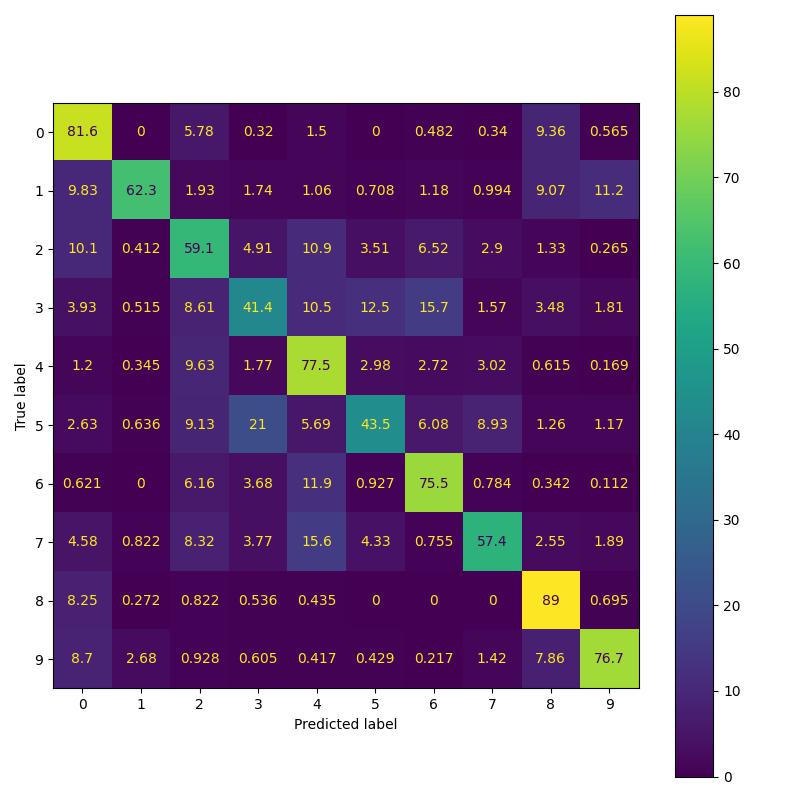 80
0 81.6 0 5.78 0.32 1.5 0 0.482 0.34 9.36 0.565
70
1 9.83 62.3 1.93 1.74 1.06 0.708 1.18 0.994 9.07 11.2
2 10.1 0.412 59.1 4.91 10.9 3.51 6.52 2.9 1.33 0.265
60
3 3.93 0.515 8.61 41.4 10.5 12.5 15.7 1.57 3.48 1.81
50
4 1.2 0.345 9.63 1.77 77.5 2.98 2.72 3.02 0.615 0.169
True label
40
5 2.63 0.636 9.13 21 5.69 43.5 6.08 8.93 1.26 1.17
6 0.621 0 6.16 3.68 11.9 0.927 75.5 0.784 0.342 0.112
30
7 4.58 0.822 8.32 3.77 15.6 4.33 0.755 57.4 2.55 1.89
20
8 8.25 0.272 0.822 0.536 0.435 0 0 0 89 0.695
9 8.7 2.68 0.928 0.605 0.417 0.429 0.217 1.42 7.86 76.7
10
0 1 2 3 4 5 6 7 8 9
Predicted label
0